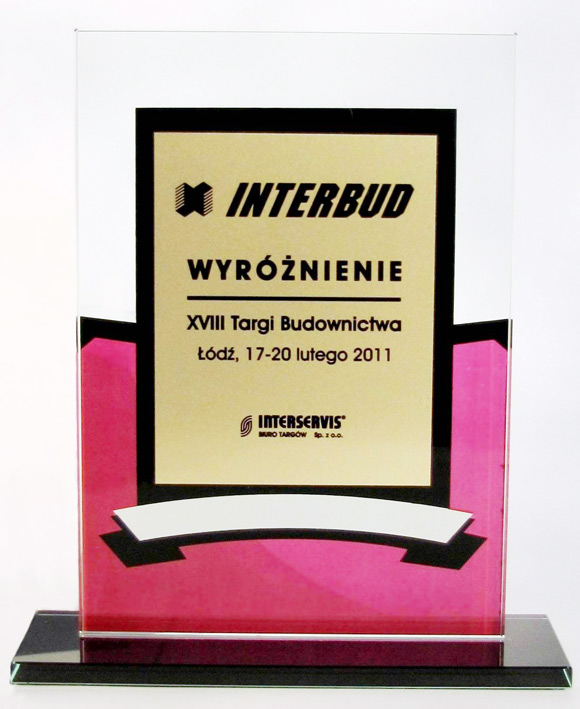 INTERBUD
WYRÓŻNIENIE
XVIII Targi Budownictwa
Łódź, 17-20 lutego 2011
INTERSERVIS®
BIURO TARGÓW Sp. z o.o.